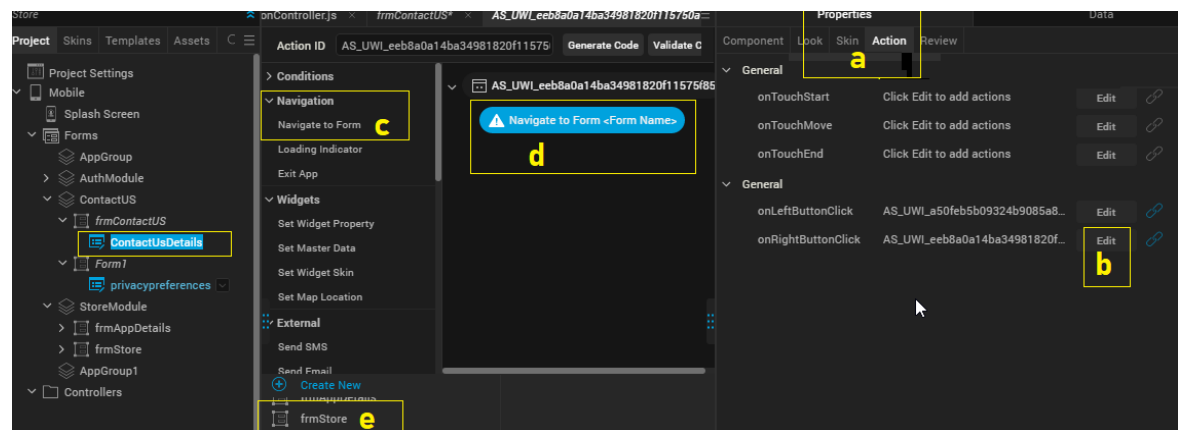 Store
onController.js × frmContactUS* × AS_UWI_eeb8a0a14ba34981820f115750a
Properties
Data
Project Skins Templates Assets C
Action ID AS_UWI_eeb8a0a14ba34981820f11575 Generate Code Validate C
Component Look Skin Action Review
a
Project Settings
Mobile
Splash Screen
Forms
AppGroup
AuthModule
ContactUS
frmContactUS
ContactUsDetails
Form1
privacypreferences
StoreModule
frmAppDetails
frmStore
AppGroup1
Controllers
Conditions
Navigation
Navigate to Form
c
Loading Indicator
Exit App
Widgets
Set Widget Property
Set Master Data
Set Widget Skin
Set Map Location
External
Send SMS
Send Email
Create New
frmAppDetails
frmStore
e
AS_UWI_eeb8a0a14ba34981820f11575f85
Navigate to Form <Form Name>
d
General
onTouchStart Click Edit to add actions Edit
onTouchMove Click Edit to add actions Edit
onTouchEnd Click Edit to add actions Edit
General
onLeftButtonClick AS_UWI_a50feb5b09324b9085a8... Edit
onRightButtonClick AS_UWI_eeb8a0a14ba34981820f... Edit
b